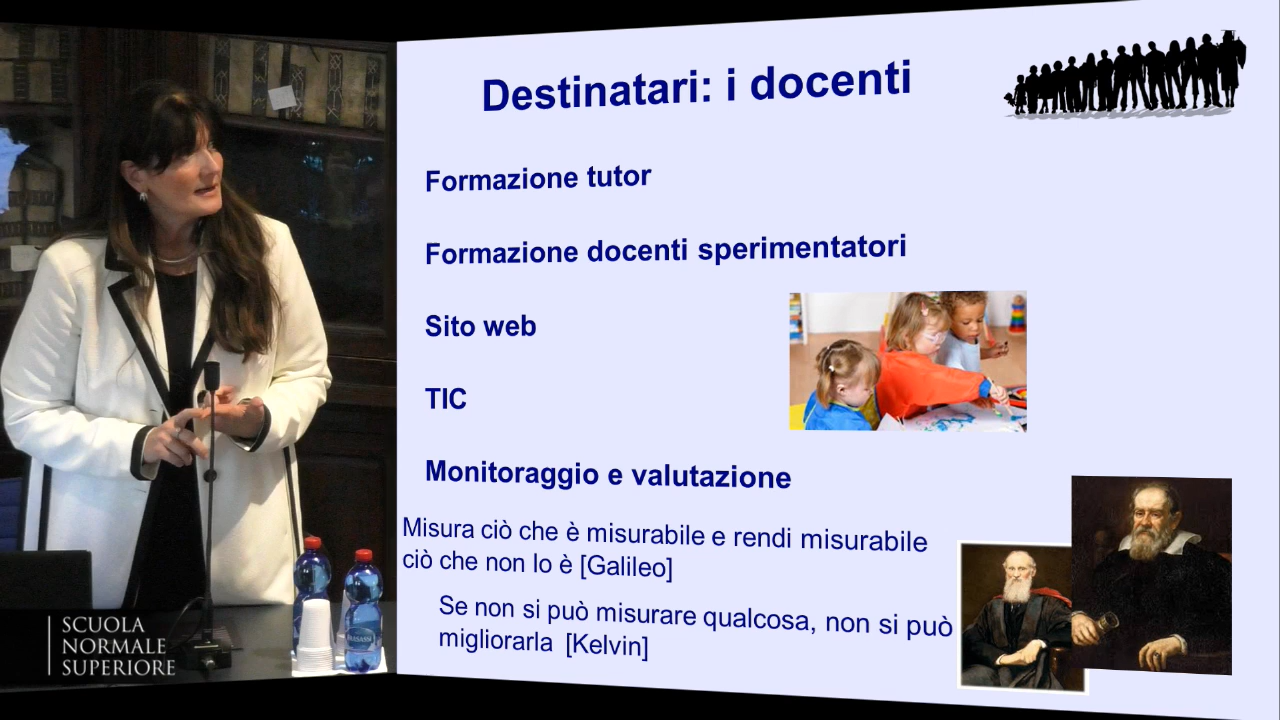 Destinatari: i docenti
Formazione tutor
Formazione docenti sperimentatori
Sito web
TIC
Monitoraggio e valutazione
Misura ciò che è misurabile e rendi misurabile
ciò che non lo è [Galileo]
Se non si può misurare qualcosa, non si può
migliorarla [Kelvin]
SCUOLA
NORMALE
SUPERIORE